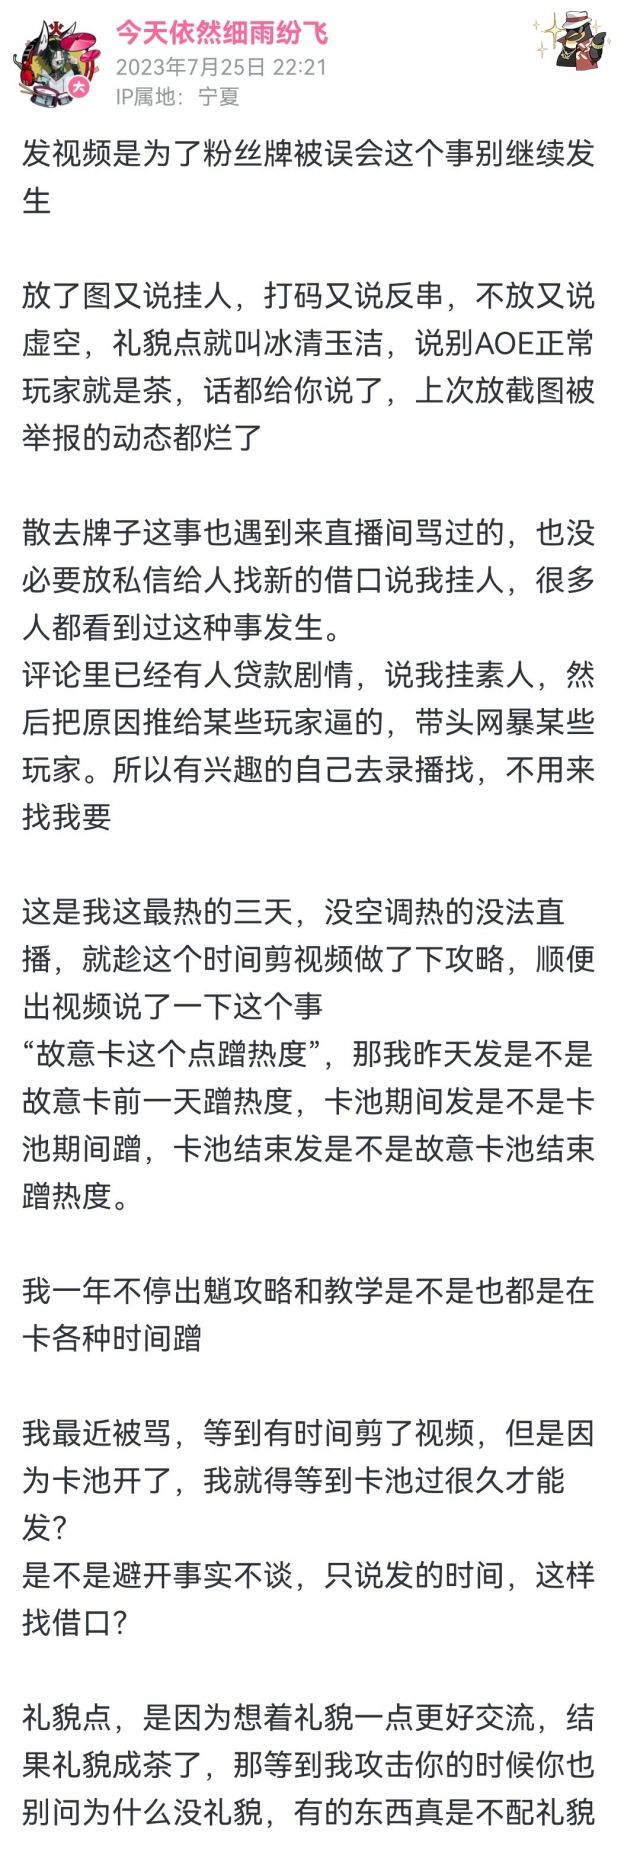 今天依然细雨纷飞
2023年7月25日 22:21
大
IP属地：宁夏
发视频是为了粉丝牌被误会这个事别继续发
生
放了图又说挂人，打码又说反串，不放又说
虚空，礼貌点就叫冰清玉洁，说别AOE正常
玩家就是茶，话都给你说了，上次放截图被
举报的动态都烂了
散去牌子这事也遇到来直播间骂过的，也没
必要放私信给人找新的借口说我挂人，很多
人都看到过这种事发生。
评论里已经有人贷款剧情，说我挂素人，然
后把原因推给某些玩家逼的，带头网暴某些
玩家。所以有兴趣的自己去录播找，不用来
找我要
这是我这最热的三天，没空调热的没法直
播，就趁这个时间剪视频做了下攻略，顺便
出视频说了一下这个事
“故意卡这个点蹭热度”，那我昨天发是不是
故意卡前一天蹭热度，卡池期间发是不是卡
池期间蹭，卡池结束发是不是故意卡池结束
蹭热度。
我一年不停出魈攻略和教学是不是也都是在
卡各种时间蹭
我最近被骂，等到有时间剪了视频，但是因
为卡池开了，我就得等到卡池过很久才能
发？
是不是避开事实不谈，只说发的时间，这样
找借口？
礼貌点，是因为想着礼貌一点更好交流，结
果礼貌成茶了，那等到我攻击你的时候你也
别问为什么没礼貌，有的东西真是不配礼貌